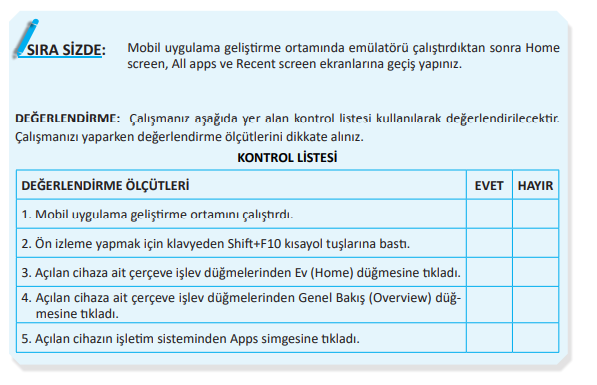 SIRA SİZDE:
Mobil uygulama geliştirme ortamında emülatörü çalıştırdıktan sonra Home
screen, All apps ve Recent screen ekranlarına geçiş yapınız.
DEĞERLENDİRME: Çalışmanız aşağıda yer alan kontrol listesi kullanılarak değerlendirilecektir.
Çalışmanızı yaparken değerlendirme ölçütlerini dikkate alınız.
KONTROL LİSTESİ
DEĞERLENDİRME ÖLÇÜTLERİ EVET HAYIR
1. Mobil uygulama geliştirme ortamını çalıştırdı.
2. Ön izleme yapmak için klavyeden Shift+F10 kısayol tuşlarına bastı.
3. Açılan cihaza ait çerçeve işlev düğmelerinden Ev (Home) düğmesine tıkladı.
4. Açılan cihaza ait çerçeve işlev düğmelerinden Genel Bakış (Overview) düğ-
mesine tıkladı.
5. Açılan cihazın işletim sisteminden Apps simgesine tıkladı.